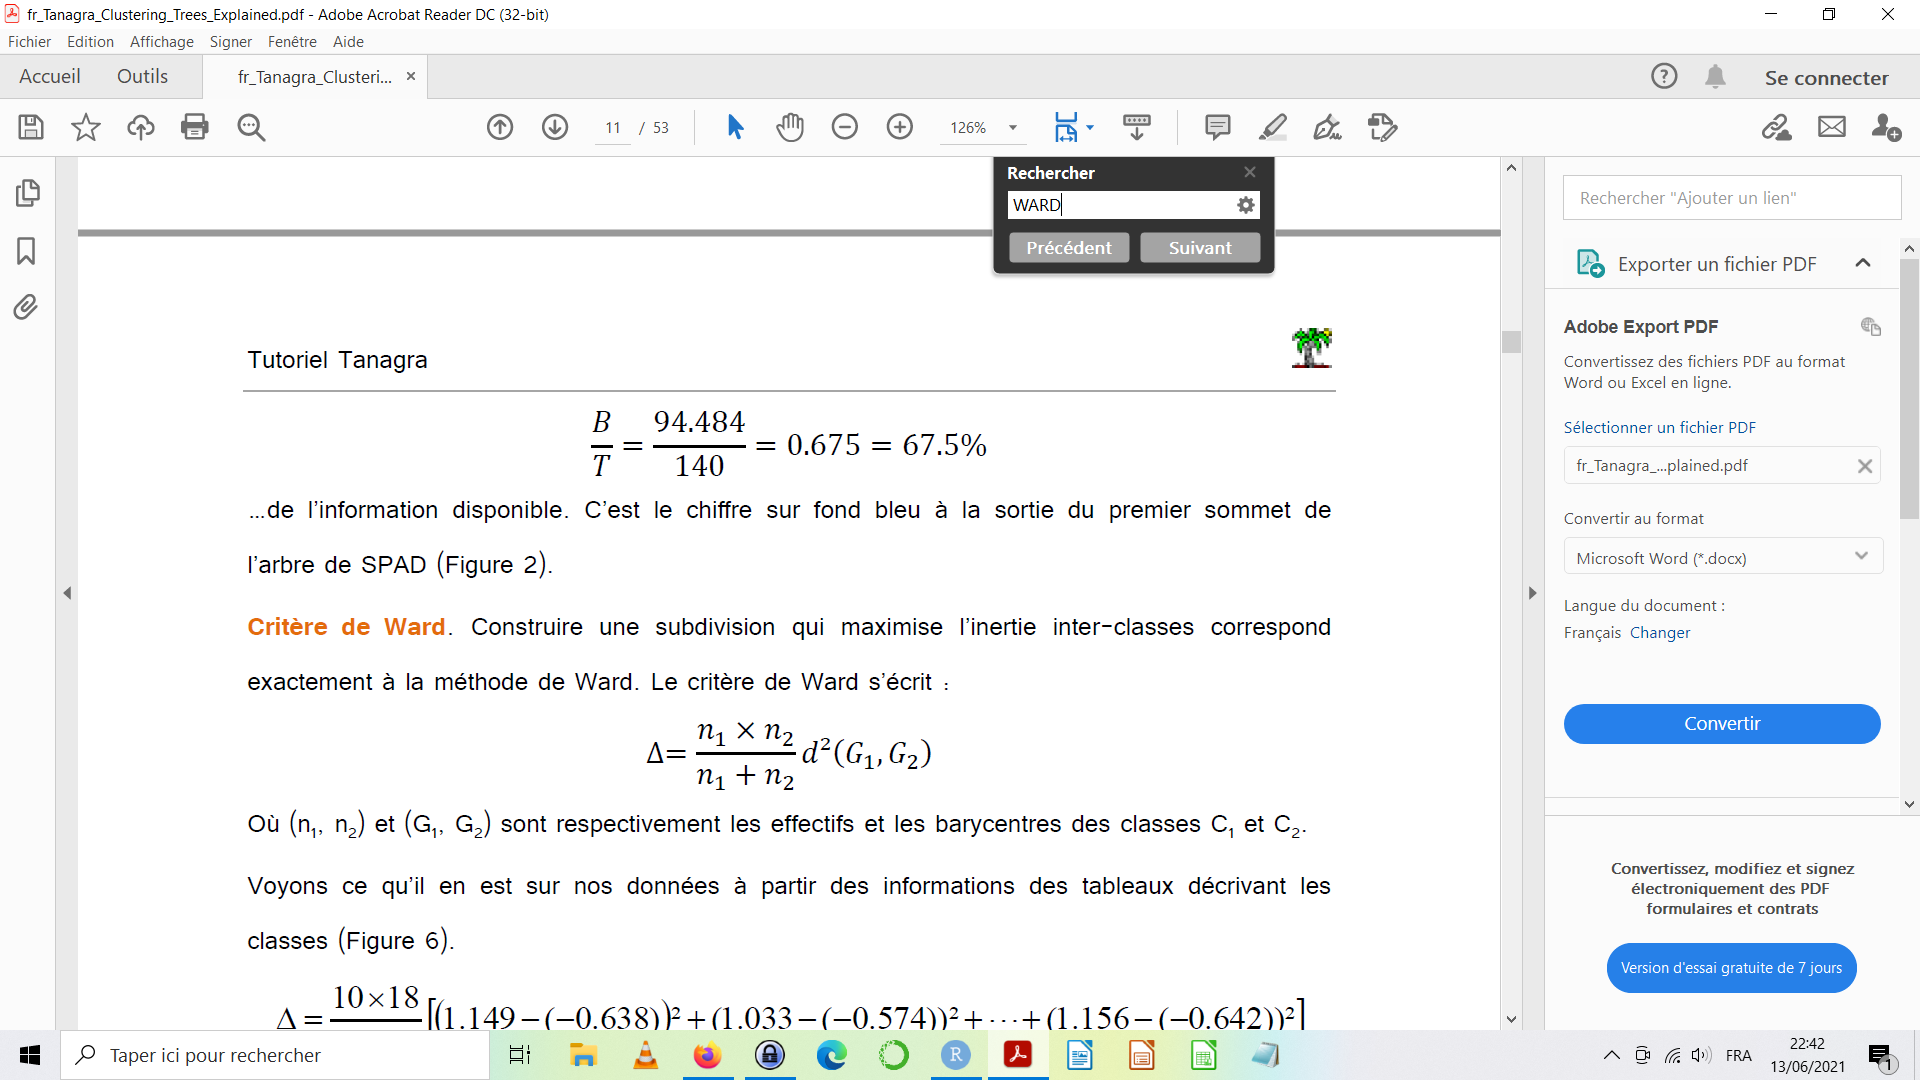 fr_Tanagra_Clustering_Trees_Explained.pdf - Adobe Acrobat Reader DC (32-bit)
Fichier Edition Affichage Signer Fenêtre Aide
Accueil Outils fr_Tanagra_Clusteri... × Se connecter
11 / 53 126%
Rechercher
WARD
Précédent Suivant
Tutoriel Tanagra
B/T = 94.484/140 = 0.675 = 67.5%
...de l'information disponible. C'est le chiffre sur fond bleu à la sortie du premier sommet de
l'arbre de SPAD (Figure 2).
Critère de Ward. Construire une subdivision qui maximise l'inertie inter-classes correspond
exactement à la méthode de Ward. Le critère de Ward s'écrit :
Δ= (n₁ × n₂)/(n₁ + n₂) d²(G₁, G₂)
Où (n₁, n₂) et (G₁, G₂) sont respectivement les effectifs et les barycentres des classes C₁ et C₂.
Voyons ce qu'il en est sur nos données à partir des informations des tableaux décrivant les
classes (Figure 6).
Δ = 10×18 [(1.149−(−0.638))²+(1.033−(−0.574))²+⋯+(1.156−(−0.642))²]
Rechercher "Ajouter un lien"
Exporter un fichier PDF
Adobe Export PDF
Convertissez des fichiers PDF au format
Word ou Excel en ligne.
Sélectionner un fichier PDF
fr_Tanagra_...plained.pdf
Convertir au format
Microsoft Word (*.docx)
Langue du document :
Français Changer
Convertir
Convertissez, modifiez et signez
électroniquement des PDF
formulaires et contrats
Version d'essai gratuite de 7 jours
Taper ici pour rechercher
R
FRA
22:42
13/06/2021
1